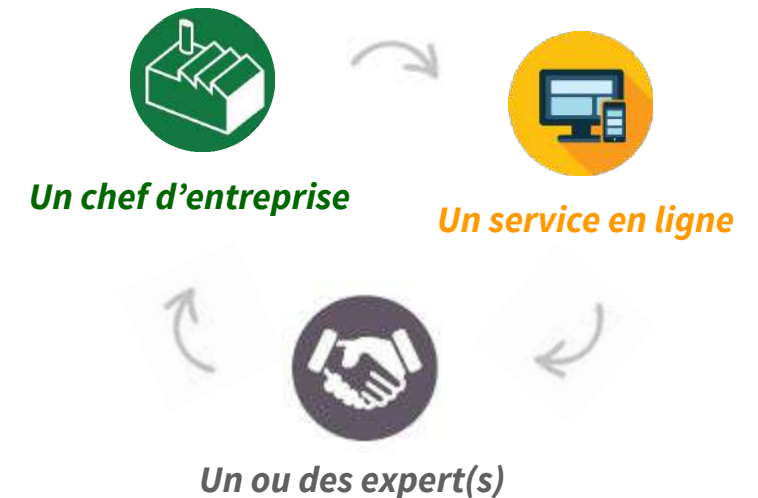 Un chef d’entreprise
Un service en ligne
Un ou des expert(s)